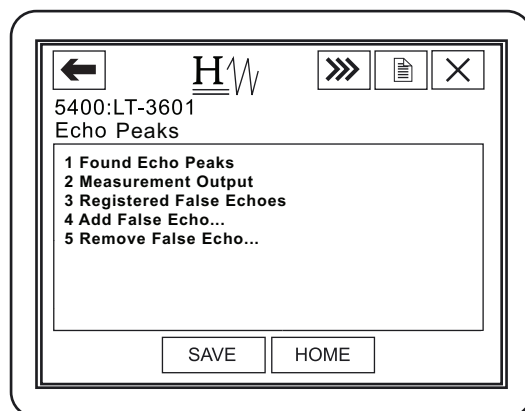 H
5400:LT-3601
Echo Peaks
1 Found Echo Peaks
2 Measurement Output
3 Registered False Echoes
4 Add False Echo...
5 Remove False Echo...
SAVE
HOME